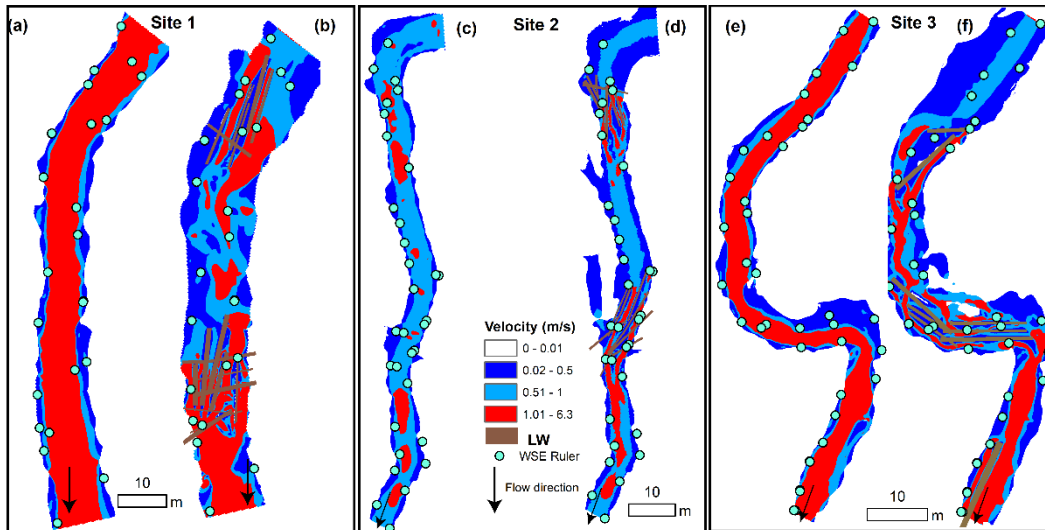 (a)
Site 1
(b)
(c)
Site 2
(d)
(e)
Site 3
(f)
Velocity (m/s)
0 - 0.01
0.02 - 0.5
0.51 - 1
1.01 - 6.3
LW
WSE Ruler
Flow direction
10
m
10
m
10
m